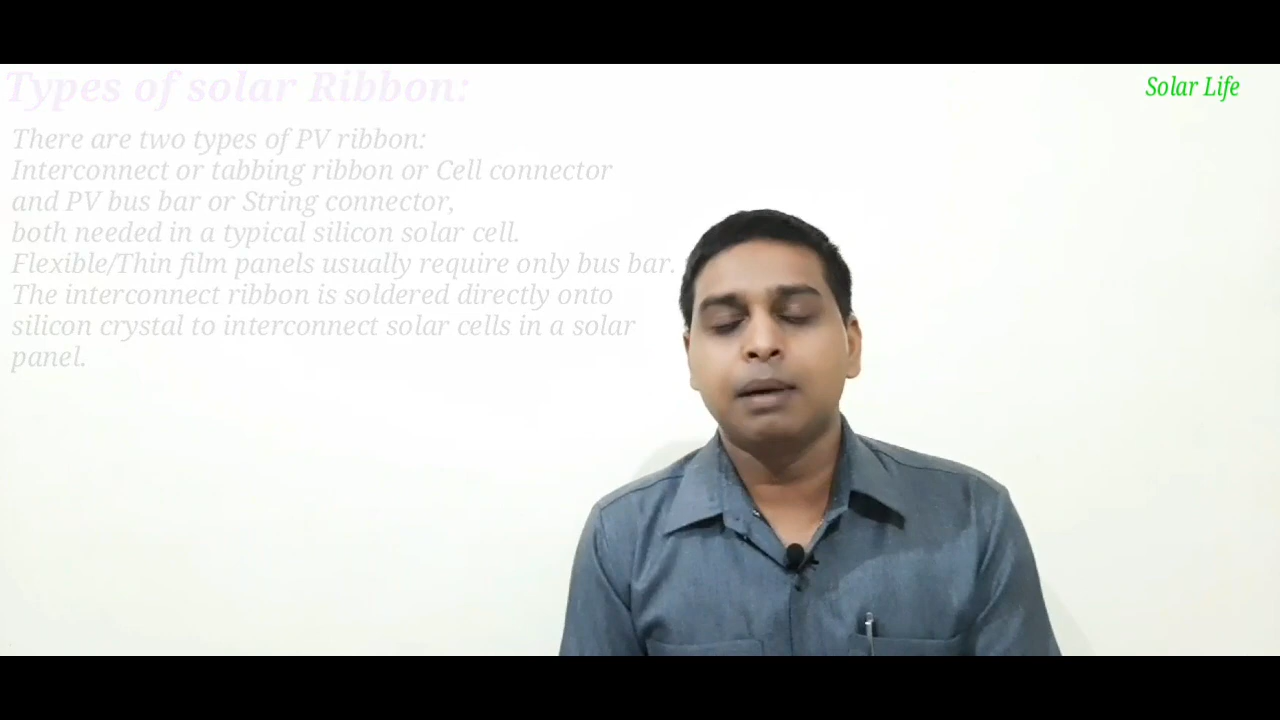 Types of solar Ribbon:
Solar Life
There are two types of PV ribbon:
Interconnect or tabbing ribbon or Cell connector
and PV bus bar or String connector,
both needed in a typical silicon solar cell.
Flexible/Thin film panels usually require only bus bar.
The interconnect ribbon is soldered directly onto
silicon crystal to interconnect solar cells in a solar
panel.